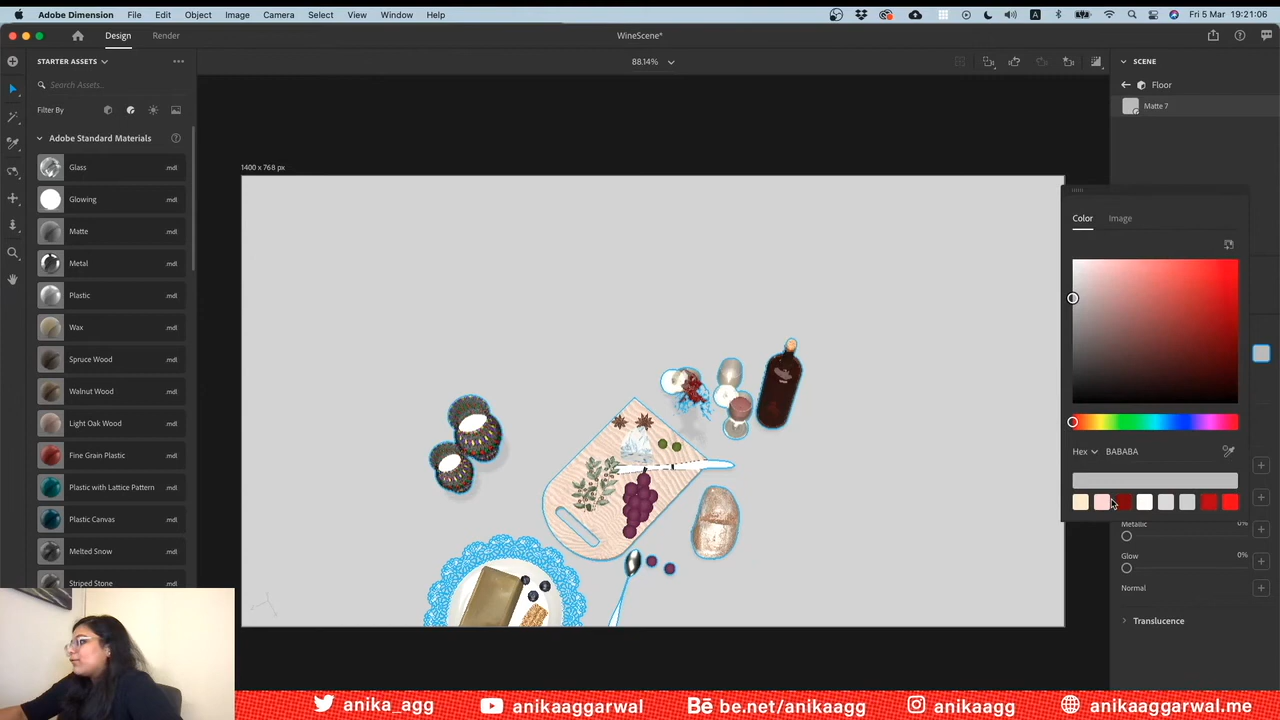 Adobe Dimension File Edit Object Image Camera Select View Window Help
A
Fri 5 Mar 19:21:06
Design Render
WineScene*
STARTER ASSETS
88.14%
SCENE
Search Assets..
Floor
Filter By
Matte 7
Adobe Standard Materials
Glass .mdl
Glowing .mdl
Matte .mdl
Metal .mdl
Plastic .mdl
Wax .mdl
Spruce Wood .mdl
Walnut Wood .mdl
Light Oak Wood .mdl
Fine Grain Plastic .mdl
Plastic with Lattice Pattern .mdl
Plastic Canvas .mdl
Melted Snow .mdl
Striped Stone .mdl
1400 x 768 px
Color Image
Hex BABABA
Metallic 0%
Glow 0%
Normal
Translucence
anika_agg anikaaggarwal Bē be.net/anikaagg anikaaggarwal anikaaggarwal.me